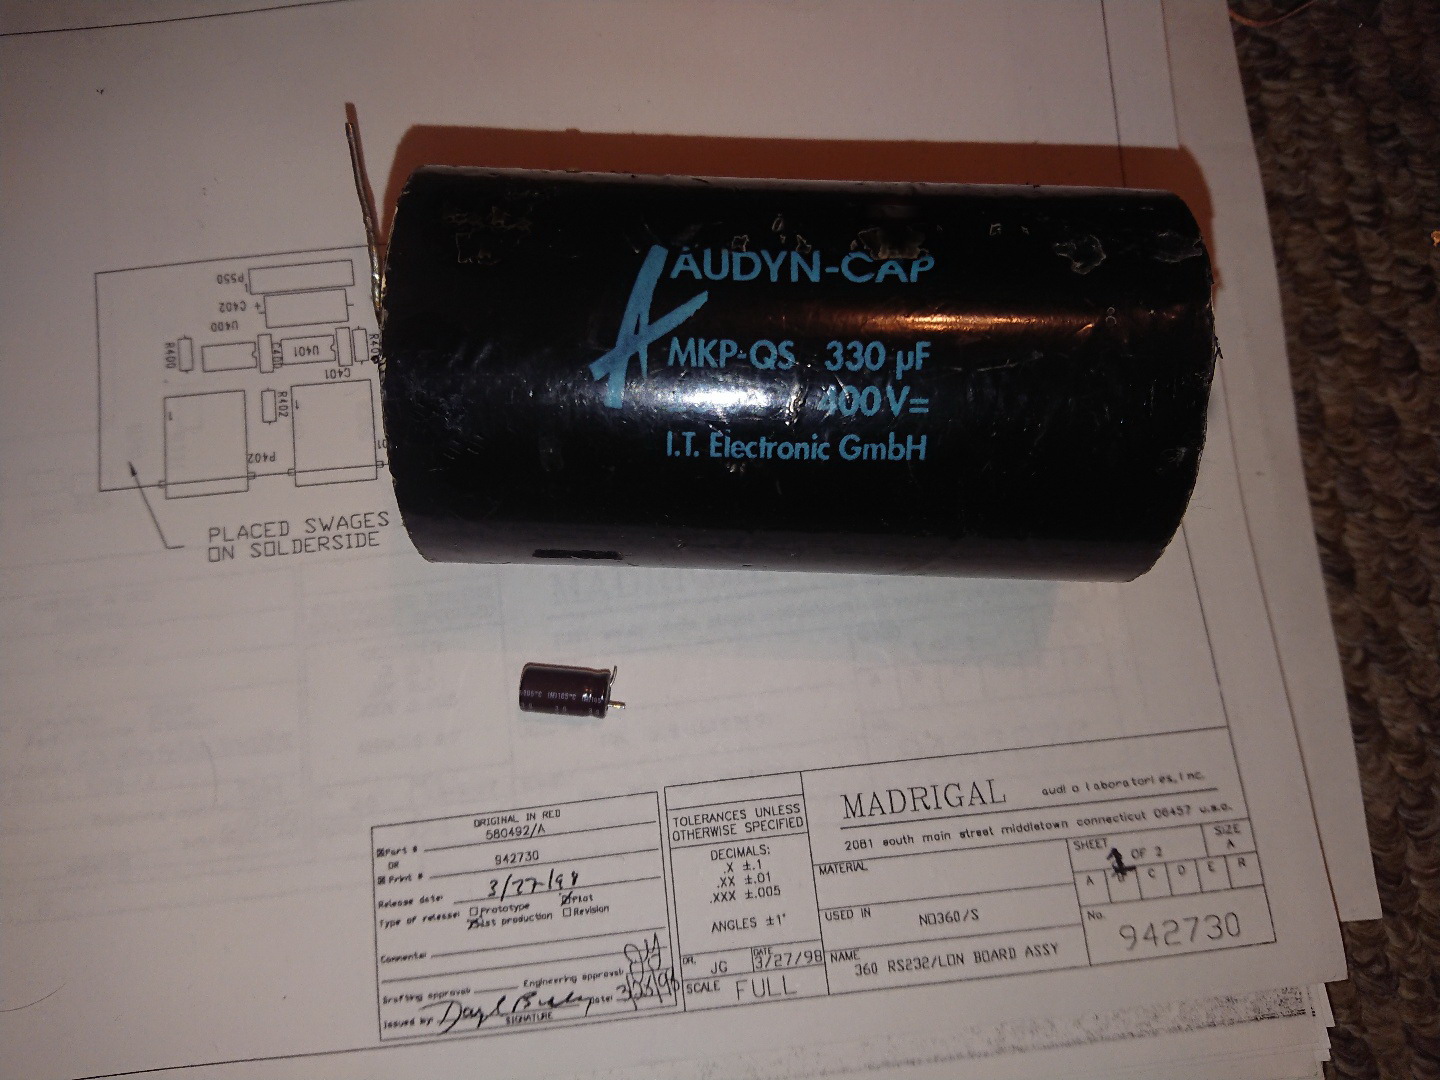 P550
C402 +
U400
R400
C400
U401
C401
R402
P402
PLACED SWAGES
ON SOLDERSIDE
AUDYN-CAP
MKP-QS 330 µF
400V=
I.T. Electronic GmbH
ORIGINAL IN RED
Part # 580492/A
OR
Print # 942730
Release date: 3/27/98
Type of release: Prototype Pilot
1st production Revision
Comments:
Drafting approval: Engineering approval:
Issued by: Date:
SIGNATURE
TOLERANCES UNLESS
OTHERWISE SPECIFIED
DECIMALS:
.X ±.1
.XX ±.01
.XXX ±.005
ANGLES ±1°
DR. JG DATE 3/27/98
SCALE FULL
MADRIGAL audio laboratories, inc.
2081 south main street middletown connecticut 06457 u.s.a.
MATERIAL
SHEET 1 OF 2
SIZE
A
A B C D E R
USED IN NO360/S
No. 942730
NAME 360 RS232/LON BOARD ASSY